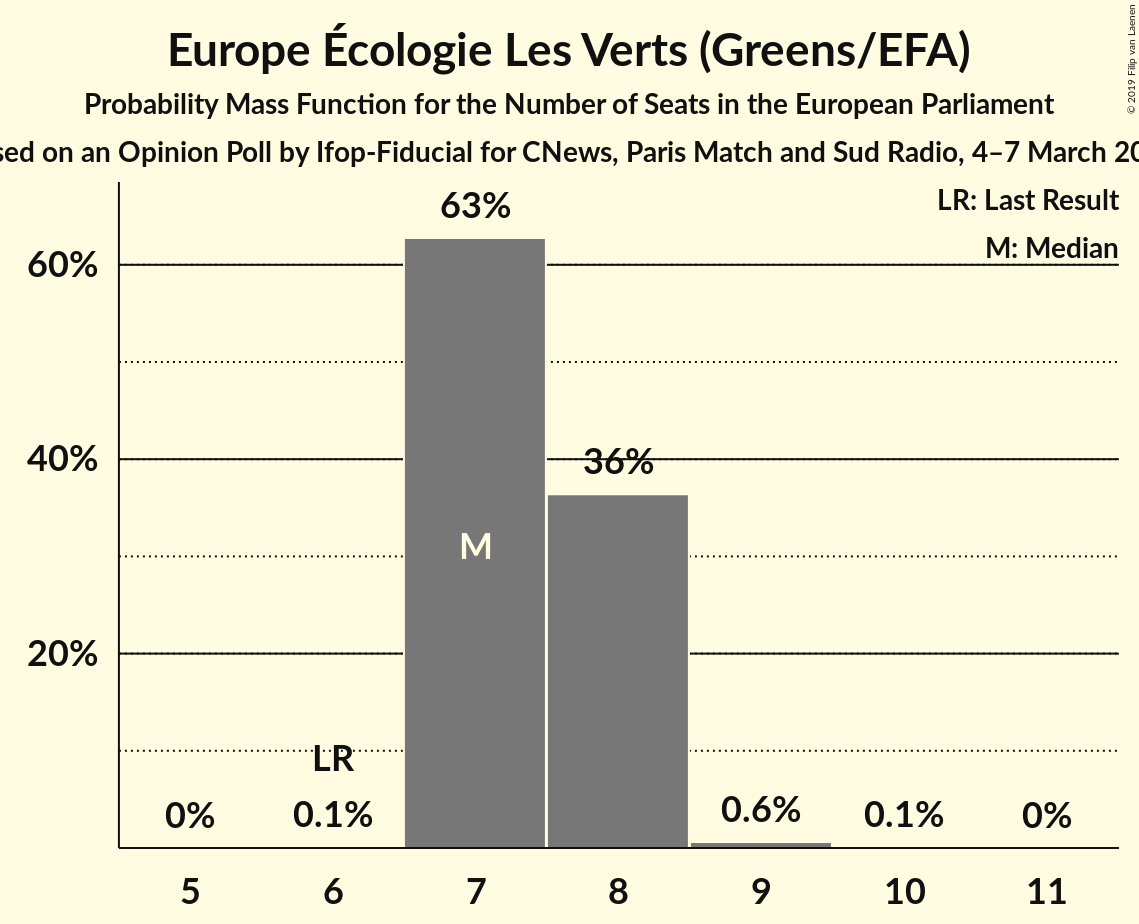 Europe Écologie Les Verts (Greens/EFA)
Probability Mass Function for the Number of Seats in the European Parliament
on an Opinion Poll by Ifop-Fiducial for CNews, Paris Match and Sud Radio, 4–7 March
© 2019 Filip van Laenen
LR: Last Result
M: Median
63%
60%
40%
36%
M
20%
LR
0%
0.1%
0.6%
0.1%
0%
5
6
7
8
9
10
11